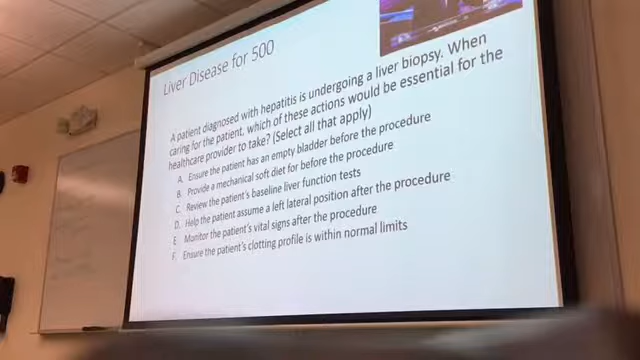 Liver Disease for 500
A patient diagnosed with hepatitis is undergoing a liver biopsy. When
caring for the patient, which of these actions would be essential for the
healthcare provider to take? (Select all that apply)
A. Ensure the patient has an empty bladder before the procedure
B. Provide a mechanical soft diet for before the procedure
C. Review the patient's baseline liver function tests
D. Help the patient assume a left lateral position after the procedure
E. Monitor the patient's vital signs after the procedure
F. Ensure the patient's clotting profile is within normal limits